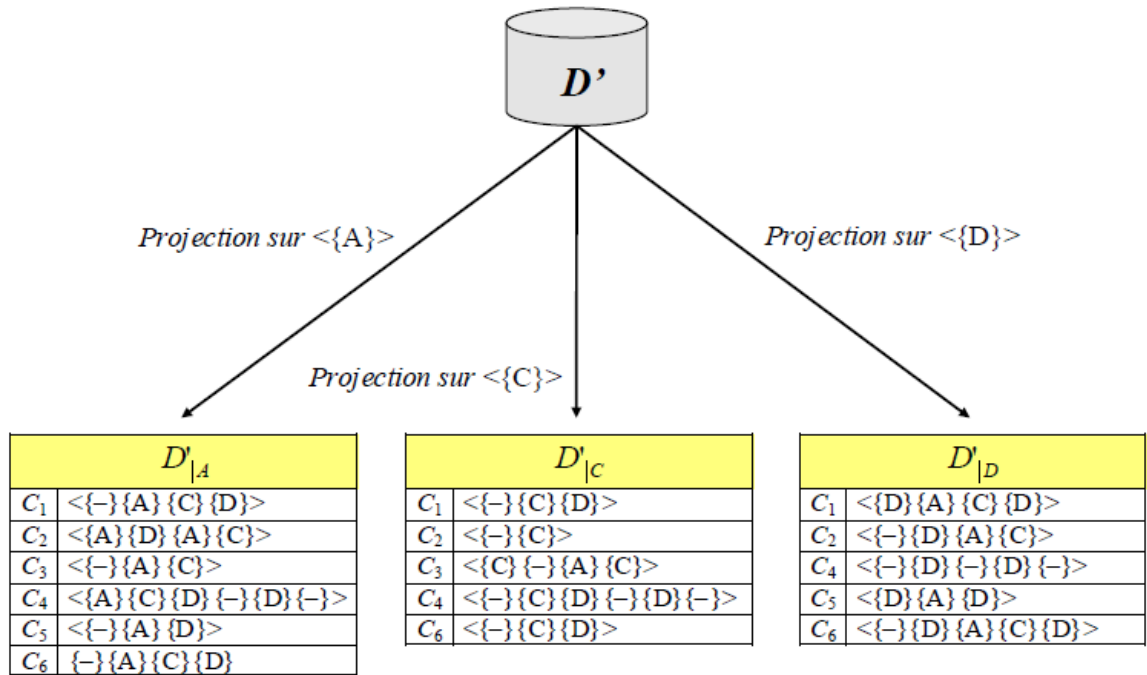 D’
Projection sur <{A}>
Projection sur <{D}>
Projection sur <{C}>
D'|A
C1 <{–}{A}{C}{D}>
C2 <{A}{D}{A}{C}>
C3 <{–}{A}{C}>
C4 <{A}{C}{D}{–}{D}{–}>
C5 <{–}{A}{D}>
C6 {–}{A}{C}{D}
D'|C
C1 <{–}{C}{D}>
C2 <{–}{C}>
C3 <{C}{–}{A}{C}>
C4 <{–}{C}{D}{–}{D}{–}>
C6 <{–}{C}{D}>
D'|D
C1 <{D}{A}{C}{D}>
C2 <{–}{D}{A}{C}>
C4 <{–}{D}{–}{D}{–}>
C5 <{D}{A}{D}>
C6 <{–}{D}{A}{C}{D}>